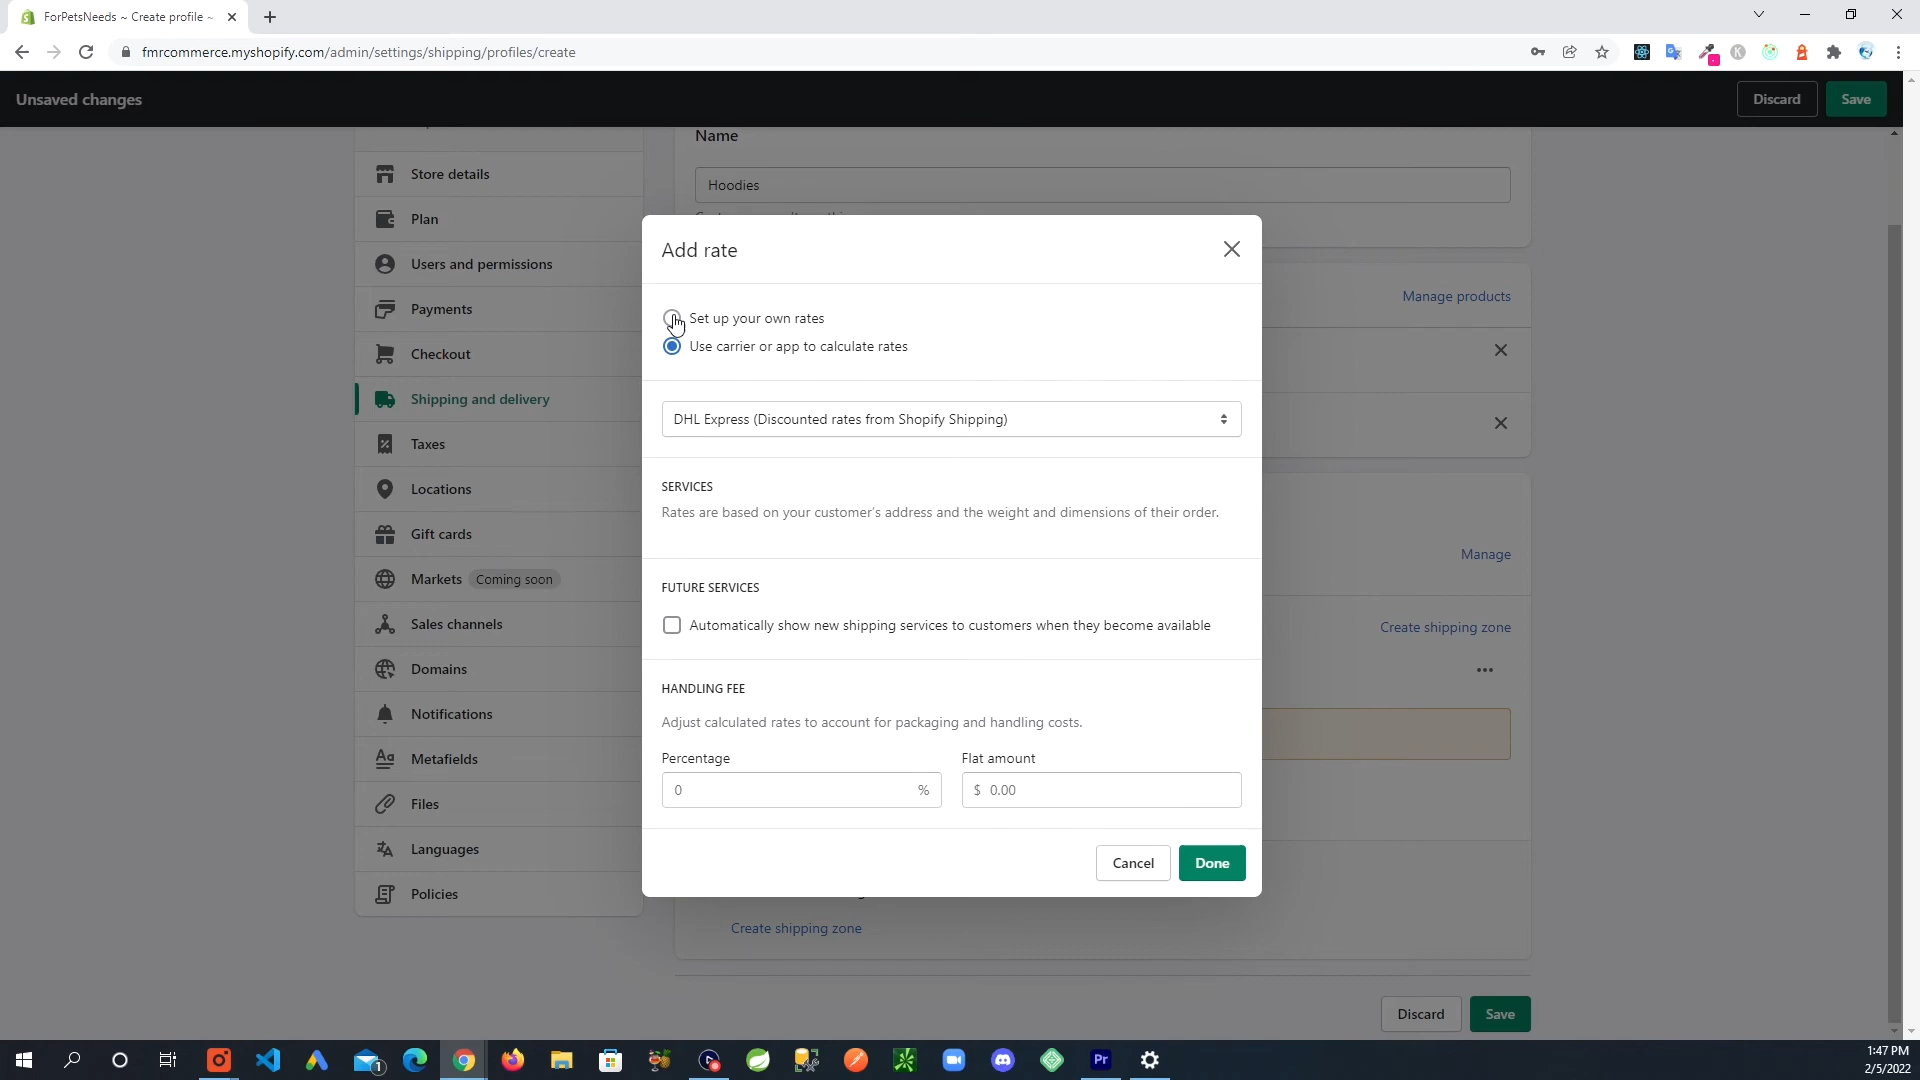 ForPetsNeeds ~ Create profile ~
fmrcommerce.myshopify.com/admin/settings/shipping/profiles/create
Unsaved changes
Discard
Save
Store details
Plan
Users and permissions
Payments
Checkout
Shipping and delivery
Taxes
Locations
Gift cards
Markets Coming soon
Sales channels
Domains
Notifications
Metafields
Files
Languages
Policies
Name
Hoodies
Manage products
Manage
Create shipping zone
Add rate
Set up your own rates
Use carrier or app to calculate rates
DHL Express (Discounted rates from Shopify Shipping)
SERVICES
Rates are based on your customer's address and the weight and dimensions of their order.
FUTURE SERVICES
Automatically show new shipping services to customers when they become available
HANDLING FEE
Adjust calculated rates to account for packaging and handling costs.
Percentage
Flat amount
0 %
$ 0.00
Cancel
Done
Create shipping zone
Discard
Save
1
Pr
1:47 PM
2/5/2022